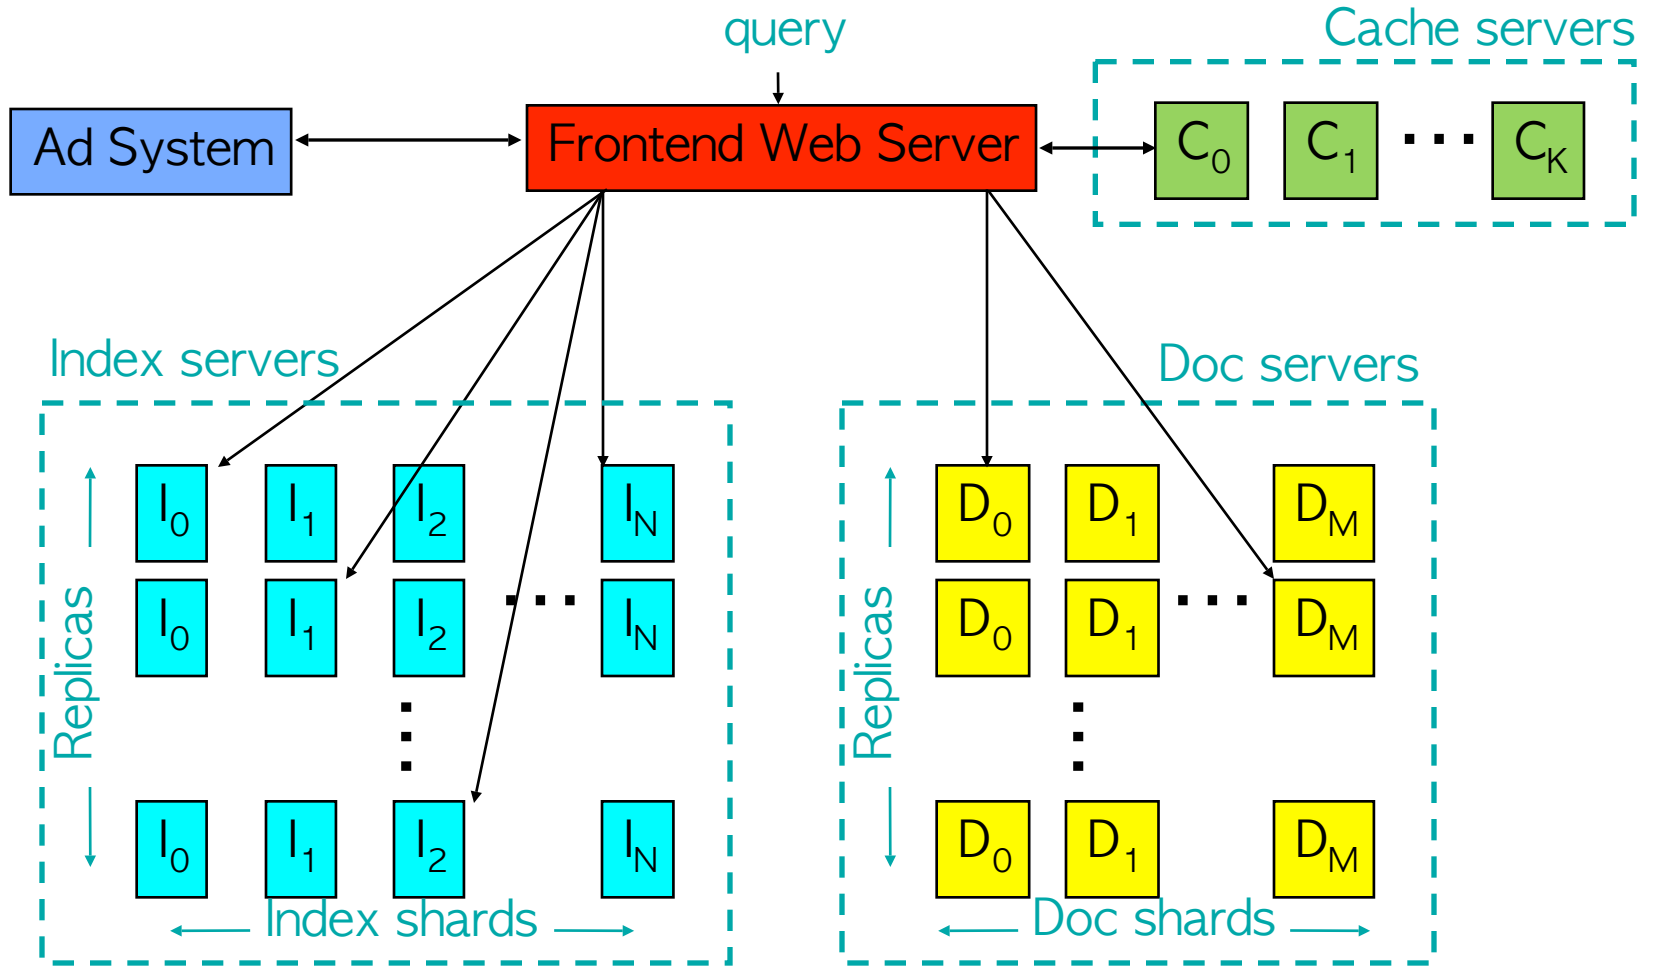 query
Cache servers
Ad System
Frontend Web Server
C0 C1 ... CK
Index servers
Doc servers
Replicas
I0 I1 I2 IN
I0 I1 I2 ... IN
I0 I1 I2 IN
Index shards
Replicas
D0 D1 DM
D0 D1 ... DM
D0 D1 DM
Doc shards